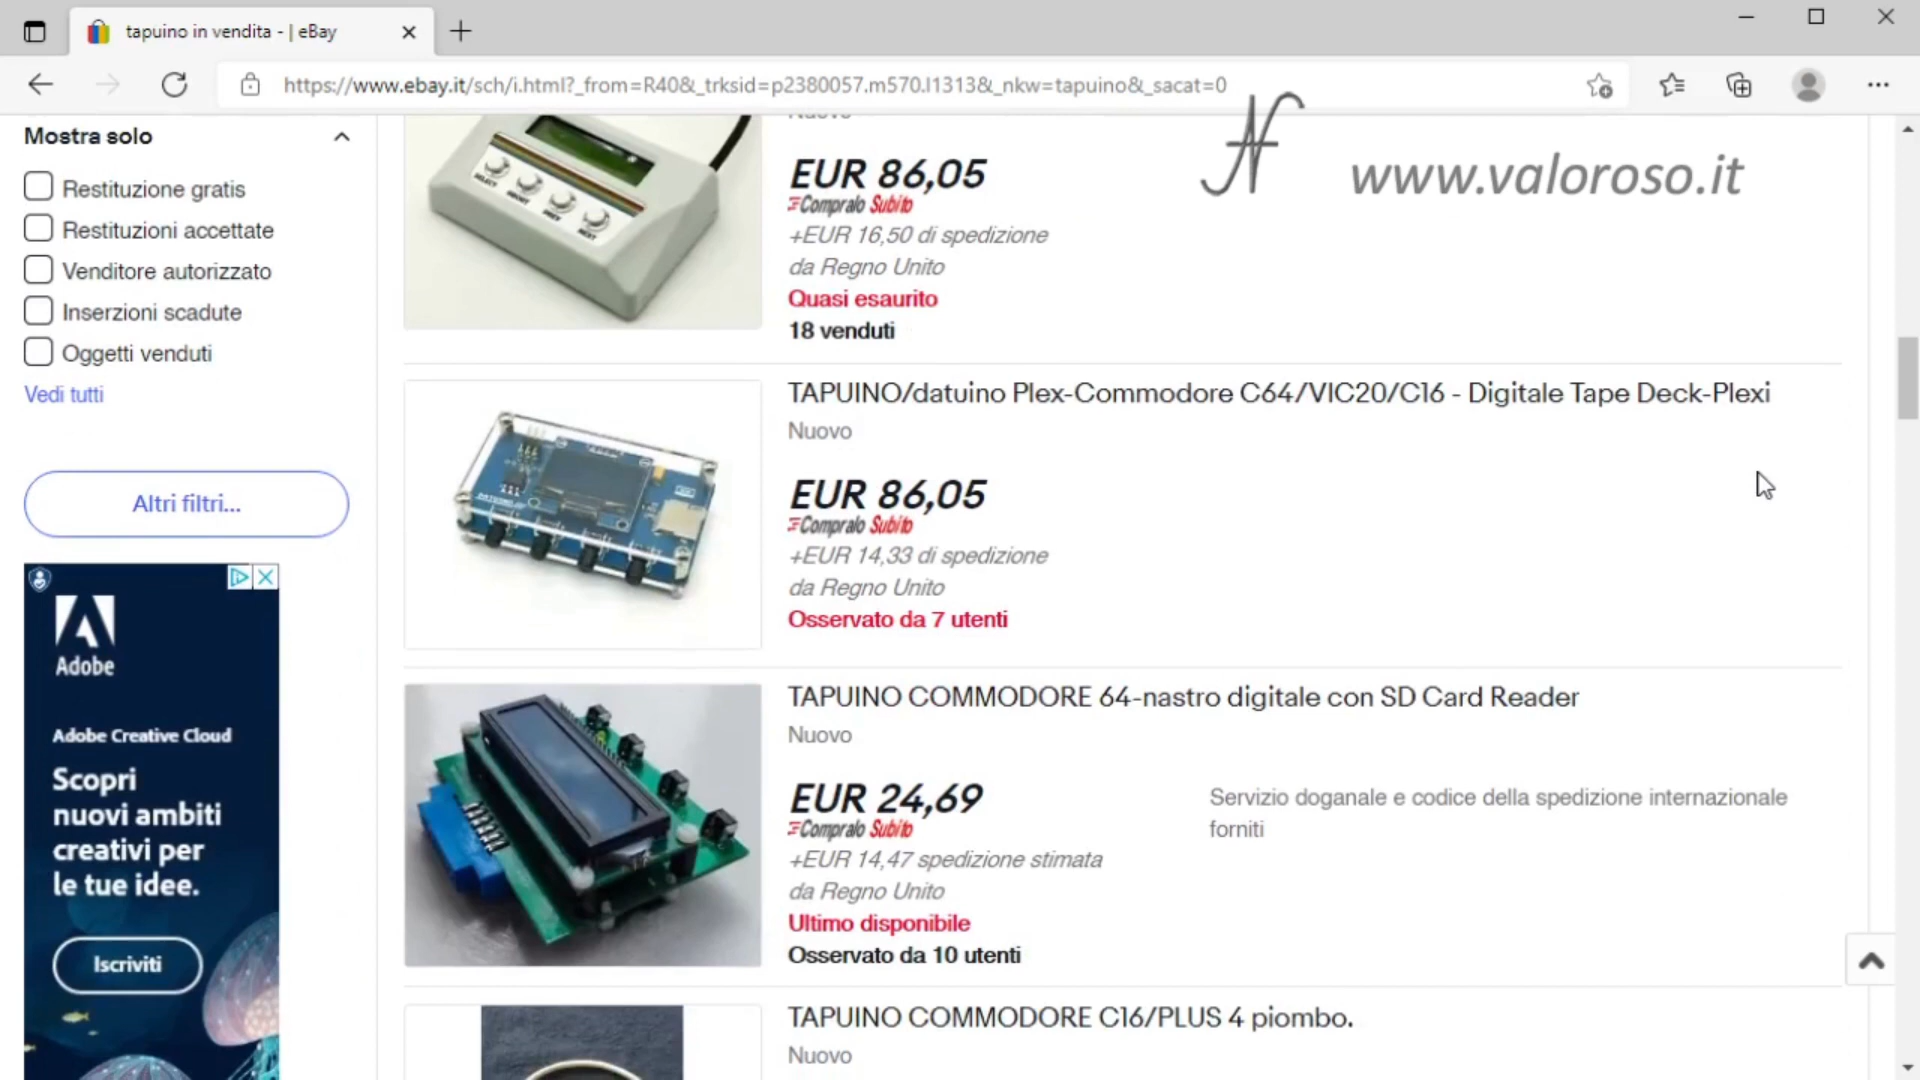 tapuino in vendita - | eBay
https://www.ebay.it/sch/i.html?_from=R40&_trksid=p2380057.m570.l1313&_nkw=tapuino&_sacat=0
www.valoroso.it
Mostra solo
Restituzione gratis
Restituzioni accettate
Venditore autorizzato
Inserzioni scadute
Oggetti venduti
Vedi tutti
Altri filtri...
Adobe
Adobe Creative Cloud
Scopri
nuovi ambiti
creativi per
le tue idee.
Iscriviti
SELECT
PREV
NEXT
Nuovo
EUR 86,05
Compralo Subito
+EUR 16,50 di spedizione
da Regno Unito
Quasi esaurito
18 venduti
TAPUINO/datuino Plex-Commodore C64/VIC20/C16 - Digitale Tape Deck-Plexi
Nuovo
EUR 86,05
Compralo Subito
+EUR 14,33 di spedizione
da Regno Unito
Osservato da 7 utenti
TAPUINO COMMODORE 64-nastro digitale con SD Card Reader
Nuovo
EUR 24,69
Compralo Subito
+EUR 14,47 spedizione stimata
da Regno Unito
Ultimo disponibile
Osservato da 10 utenti
Servizio doganale e codice della spedizione internazionale
forniti
TAPUINO COMMODORE C16/PLUS 4 piombo.
Nuovo